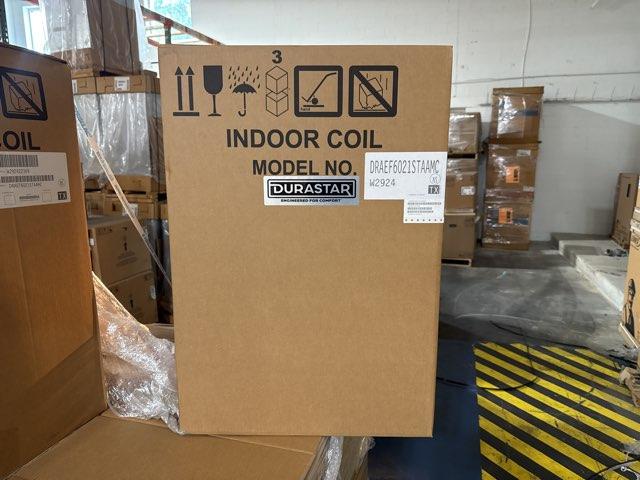 3
INDOOR COIL
MODEL NO.
DRAEF6021STAAMC
W2924
TX
DURASTAR
ENGINEERED FOR COMFORT
COIL
TX